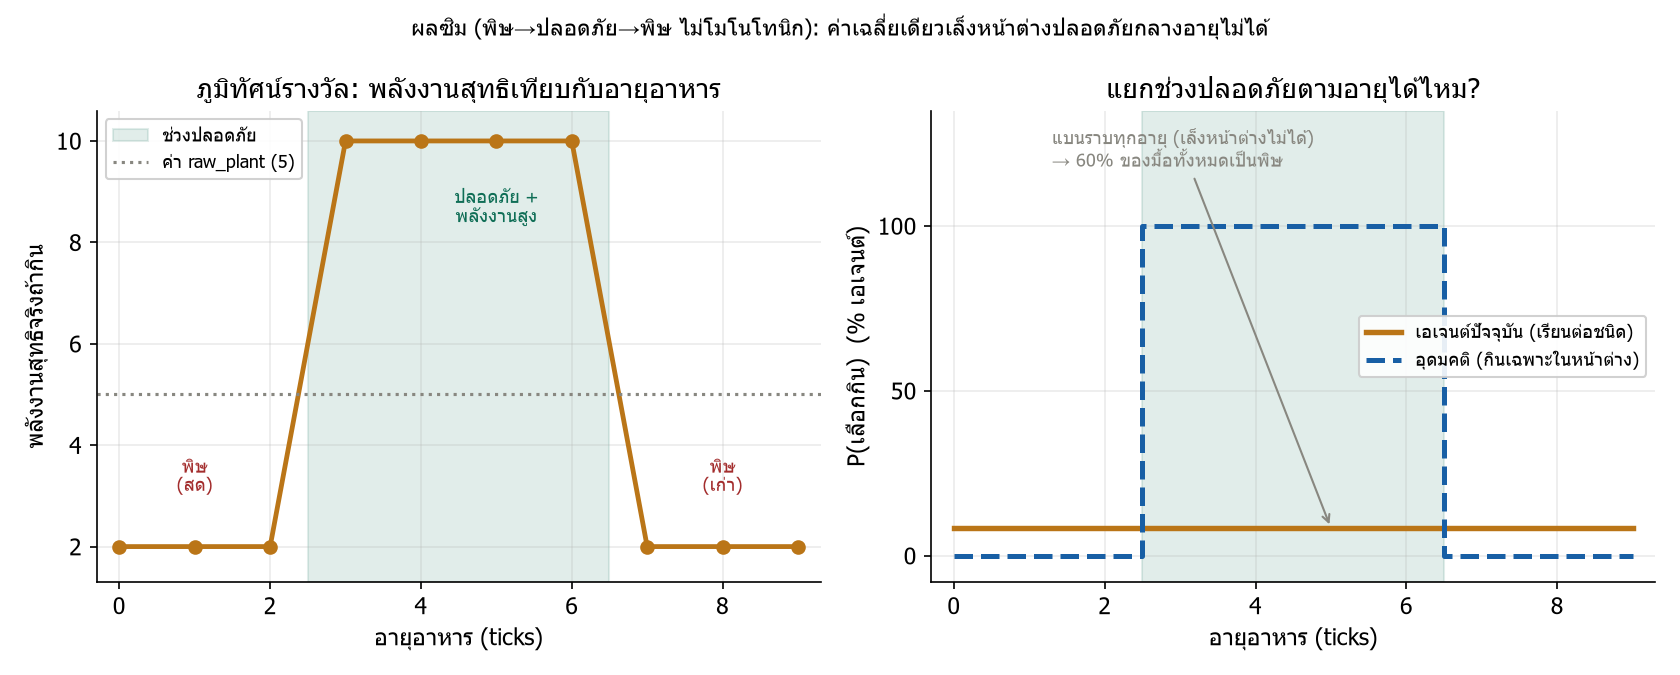 ผลซิม (พิษ→ปลอดภัย→พิษ ไม่โมโนโทนิก): ค่าเฉลี่ยเดียวเล็งหน้าต่างปลอดภัยกลางอายุไม่ได้
ภูมิทัศน์รางวัล: พลังงานสุทธิเทียบกับอายุอาหาร
ช่วงปลอดภัย
ค่า raw_plant (5)
ปลอดภัย +
พลังงานสูง
พิษ
(สด)
พิษ
(เก่า)
พลังงานสุทธิจริงถ้ากิน
10
8
6
4
2
0
2
4
6
8
อายุอาหาร (ticks)
แยกช่วงปลอดภัยตามอายุได้ไหม?
แบนราบทุกอายุ (เล็งหน้าต่างไม่ได้)
→ 60% ของมื้อทั้งหมดเป็นพิษ
เอเจนต์ปัจจุบัน (เรียนต่อชนิด)
อุดมคติ (กินเฉพาะในหน้าต่าง)
P(เลือกกิน) (% เอเจนต์)
100
50
0
0
2
4
6
8
อายุอาหาร (ticks)